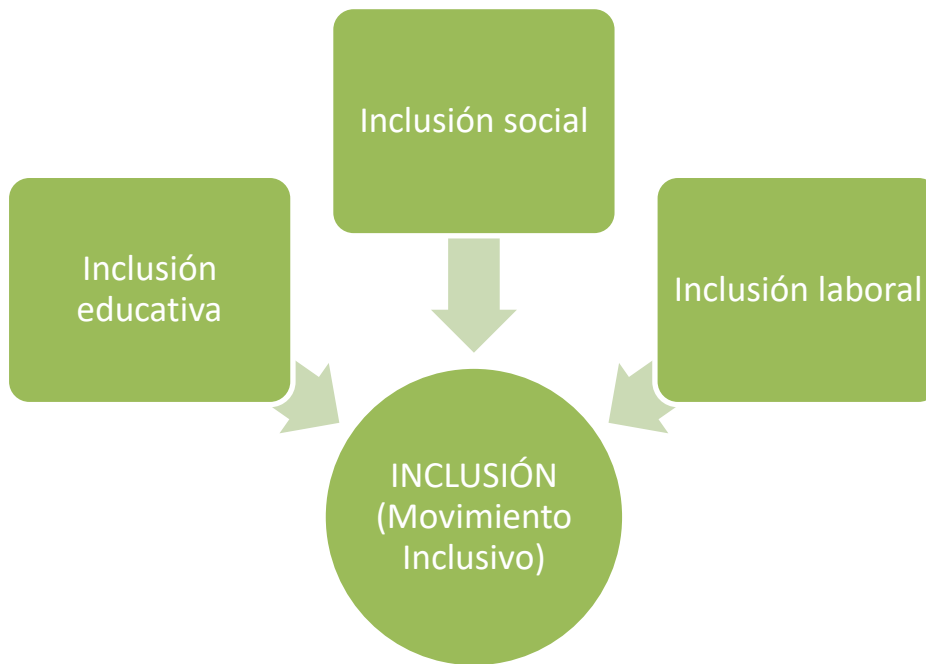 Inclusión social
Inclusión
educativa
Inclusión laboral
INCLUSIÓN
(Movimiento
Inclusivo)